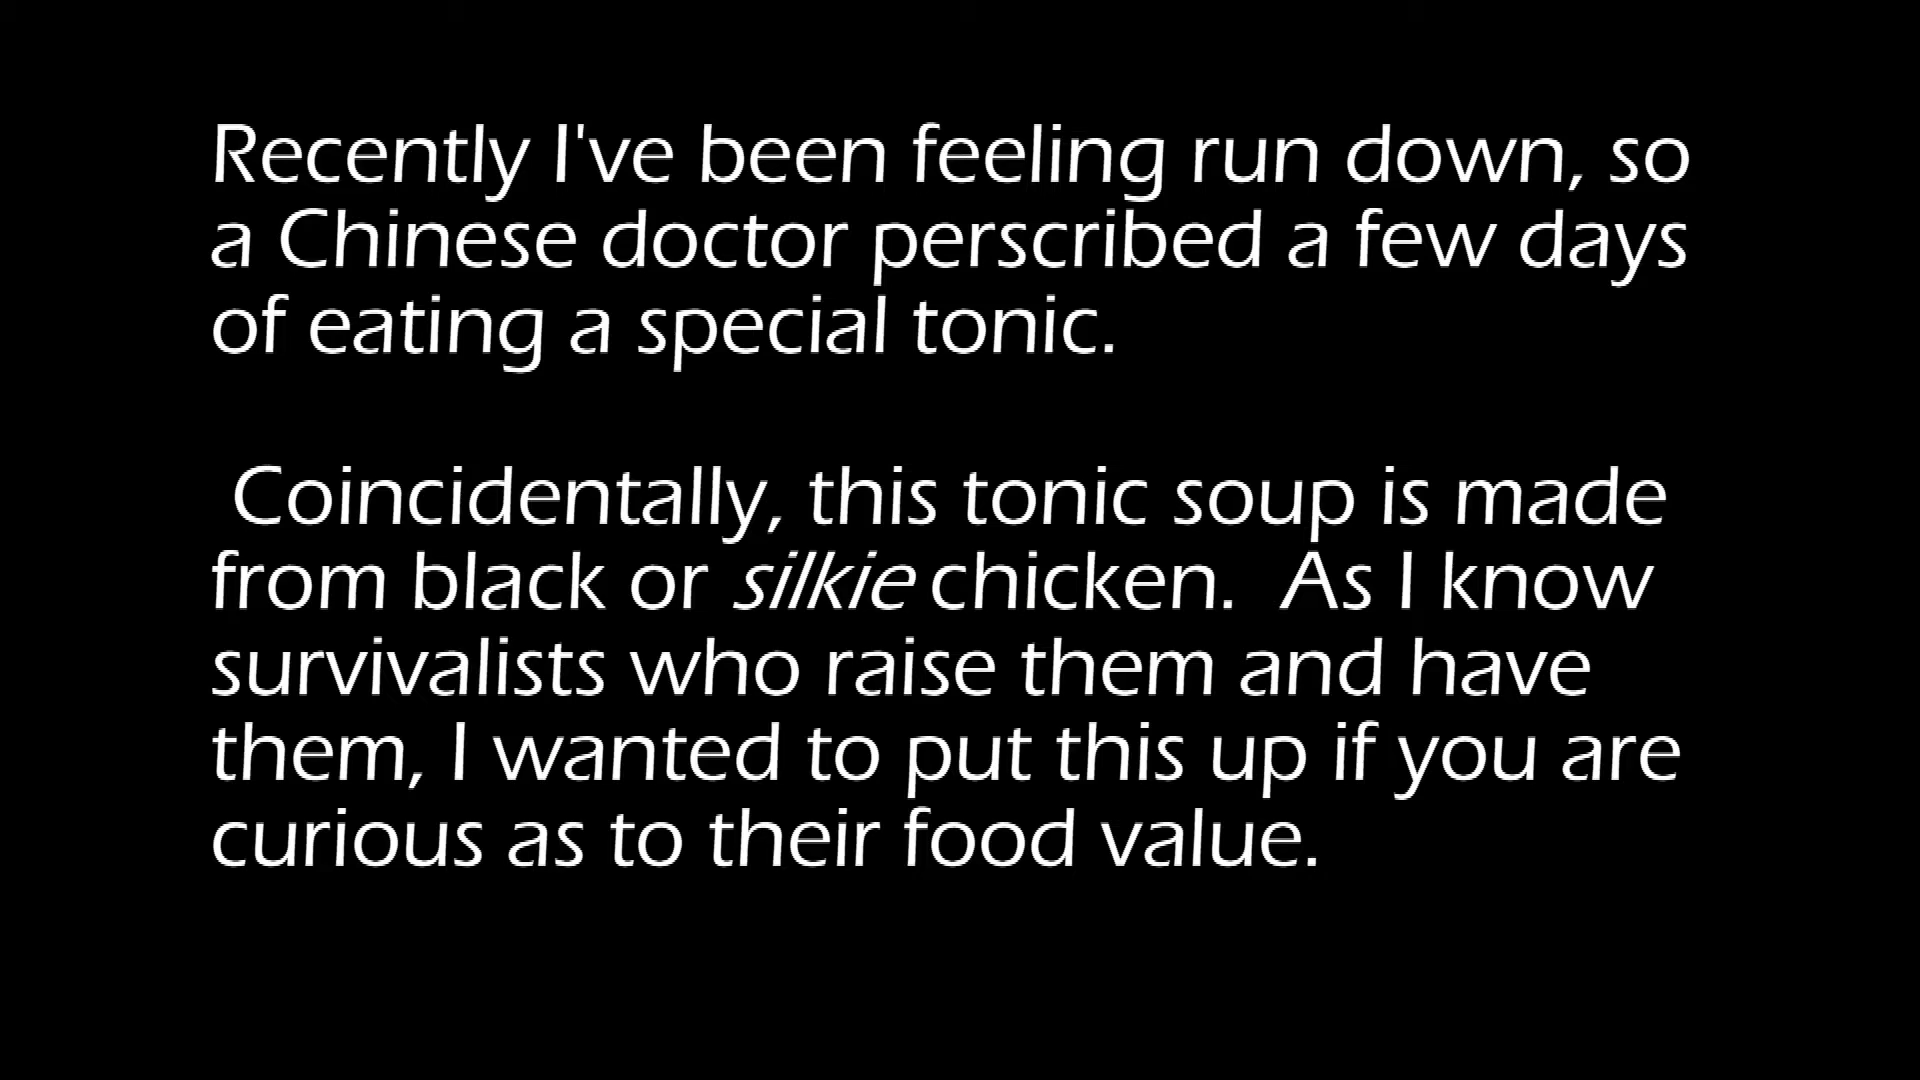 Recently I've been feeling run down, so
a Chinese doctor perscribed a few days
of eating a special tonic.
Coincidentally, this tonic soup is made
from black or silkie chicken.  As I know
survivalists who raise them and have
them, I wanted to put this up if you are
curious as to their food value.